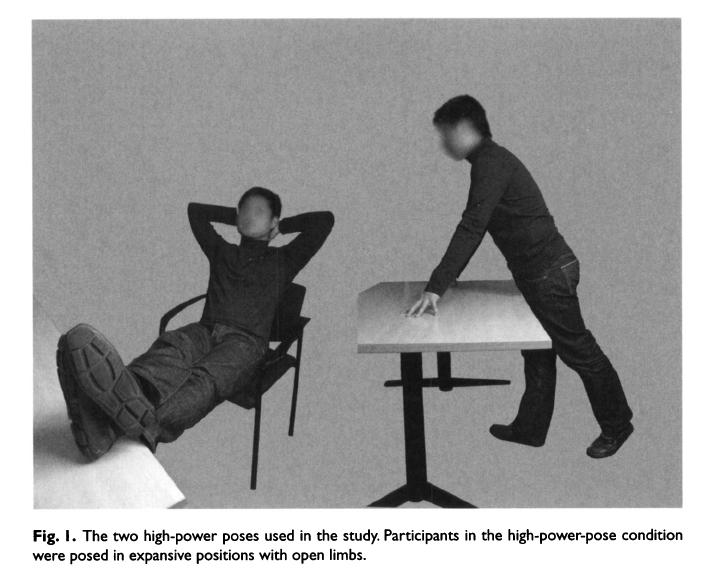 Fig. 1. The two high-power poses used in the study. Participants in the high-power-pose condition
were posed in expansive positions with open limbs.